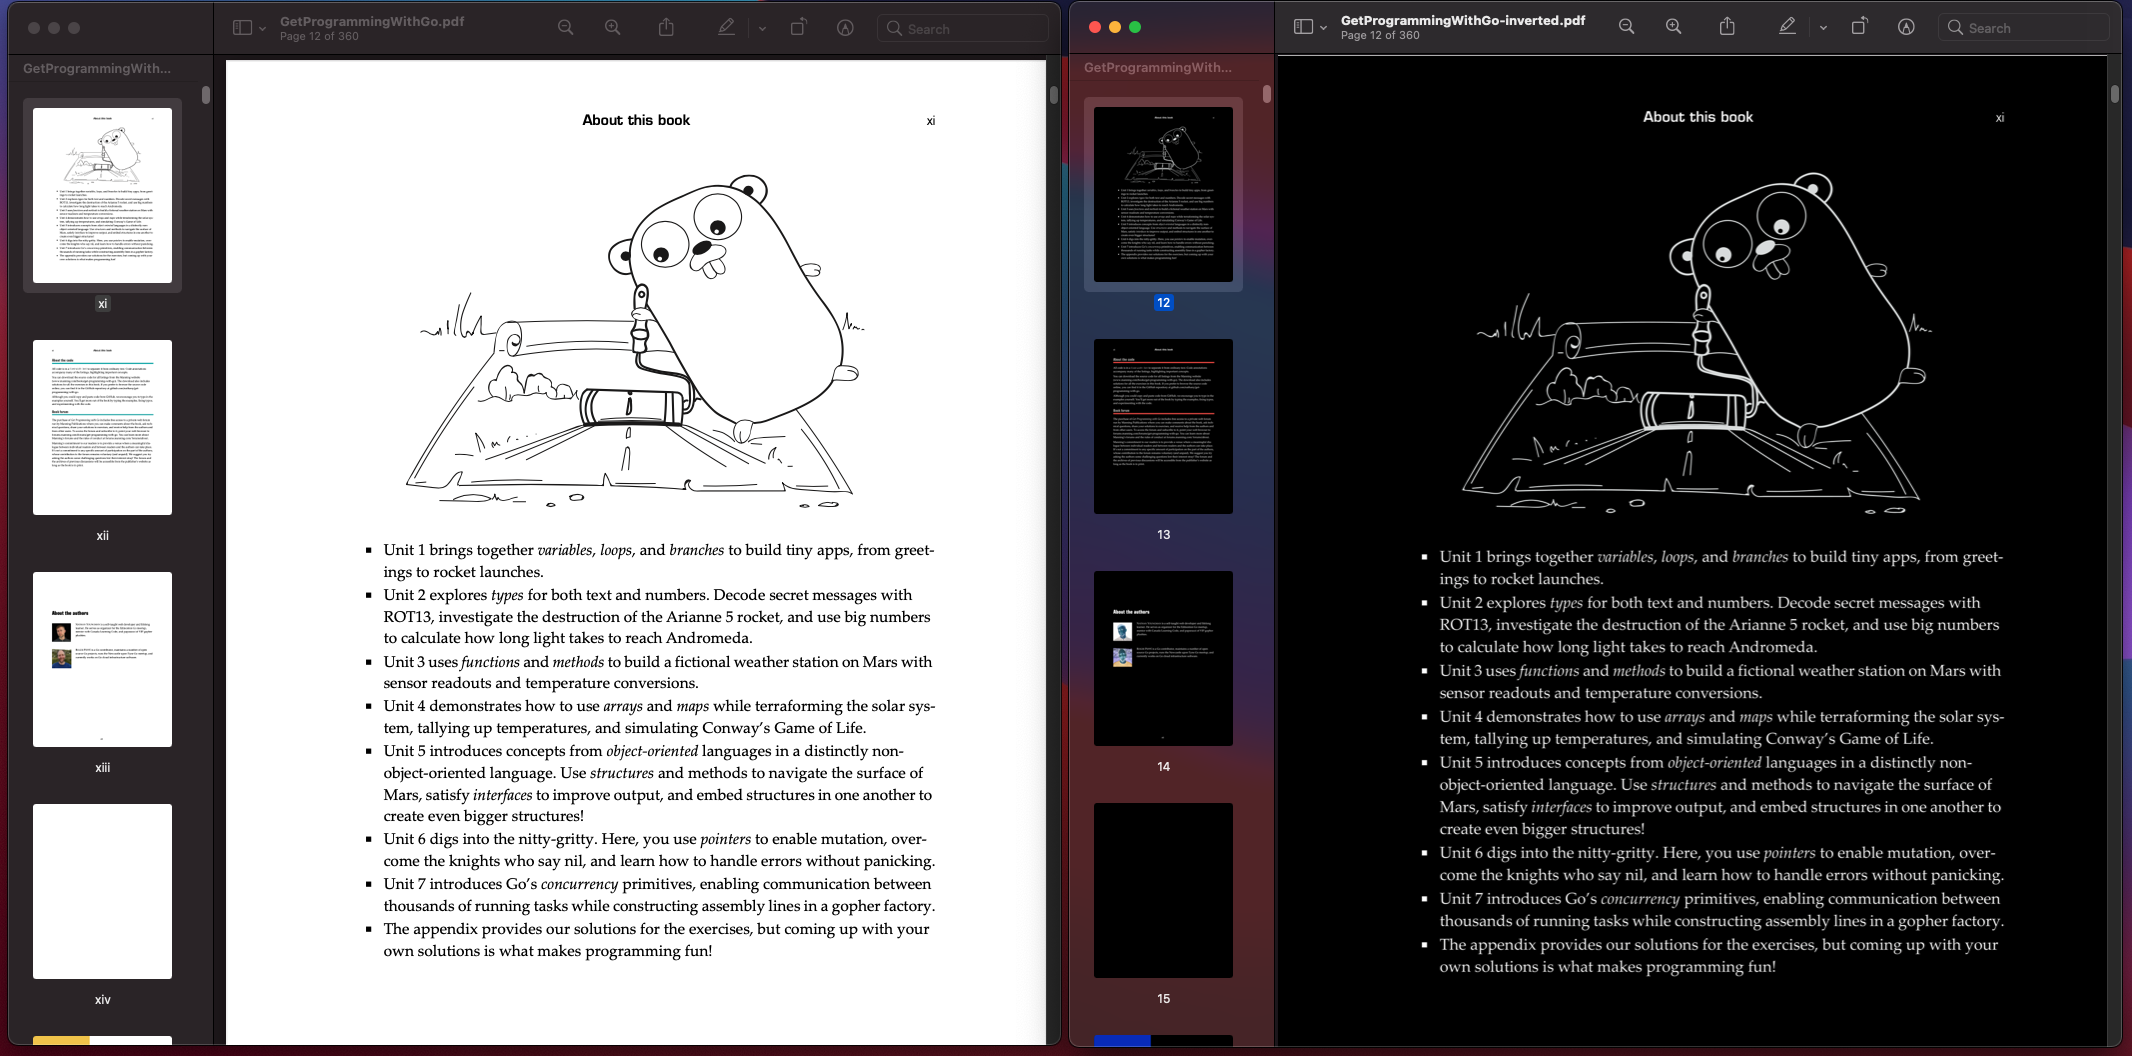 GetProgrammingWithGo.pdf
Page 12 of 360
Search
GetProgrammingWith...
xi
xii
About the authors
xiii
xiv
About this book
xi
▪ Unit 1 brings together variables, loops, and branches to build tiny apps, from greet-
ings to rocket launches.
▪ Unit 2 explores types for both text and numbers. Decode secret messages with
ROT13, investigate the destruction of the Arianne 5 rocket, and use big numbers
to calculate how long light takes to reach Andromeda.
▪ Unit 3 uses functions and methods to build a fictional weather station on Mars with
sensor readouts and temperature conversions.
▪ Unit 4 demonstrates how to use arrays and maps while terraforming the solar sys-
tem, tallying up temperatures, and simulating Conway’s Game of Life.
▪ Unit 5 introduces concepts from object-oriented languages in a distinctly non-
object-oriented language. Use structures and methods to navigate the surface of
Mars, satisfy interfaces to improve output, and embed structures in one another to
create even bigger structures!
▪ Unit 6 digs into the nitty-gritty. Here, you use pointers to enable mutation, over-
come the knights who say nil, and learn how to handle errors without panicking.
▪ Unit 7 introduces Go’s concurrency primitives, enabling communication between
thousands of running tasks while constructing assembly lines in a gopher factory.
▪ The appendix provides our solutions for the exercises, but coming up with your
own solutions is what makes programming fun!
GetProgrammingWithGo-inverted.pdf
Page 12 of 360
Search
GetProgrammingWith...
12
13
About the authors
14
15
About this book
xi
▪ Unit 1 brings together variables, loops, and branches to build tiny apps, from greet-
ings to rocket launches.
▪ Unit 2 explores types for both text and numbers. Decode secret messages with
ROT13, investigate the destruction of the Arianne 5 rocket, and use big numbers
to calculate how long light takes to reach Andromeda.
▪ Unit 3 uses functions and methods to build a fictional weather station on Mars with
sensor readouts and temperature conversions.
▪ Unit 4 demonstrates how to use arrays and maps while terraforming the solar sys-
tem, tallying up temperatures, and simulating Conway’s Game of Life.
▪ Unit 5 introduces concepts from object-oriented languages in a distinctly non-
object-oriented language. Use structures and methods to navigate the surface of
Mars, satisfy interfaces to improve output, and embed structures in one another to
create even bigger structures!
▪ Unit 6 digs into the nitty-gritty. Here, you use pointers to enable mutation, over-
come the knights who say nil, and learn how to handle errors without panicking.
▪ Unit 7 introduces Go’s concurrency primitives, enabling communication between
thousands of running tasks while constructing assembly lines in a gopher factory.
▪ The appendix provides our solutions for the exercises, but coming up with your
own solutions is what makes programming fun!